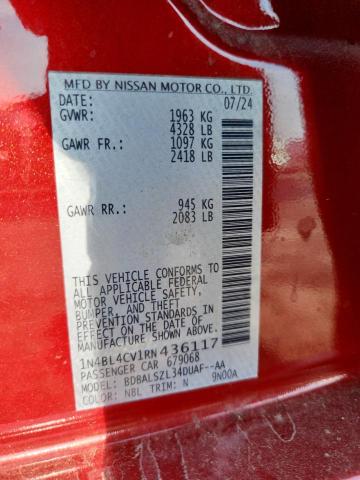 MFD BY NISSAN MOTOR CO., LTD.
DATE: 07/24
GVWR: 1963 KG
4328 LB
GAWR FR.: 1097 KG
2418 LB
GAWR RR.: 945 KG
2083 LB
THIS VEHICLE CONFORMS TO
ALL APPLICABLE FEDERAL
MOTOR VEHICLE SAFETY,
BUMPER, AND THEFT
PREVENTION STANDARDS IN
EFFECT ON THE DATE OF
MANUFACTURE SHOWN ABOVE.
1N4BL4CV1RN436117
PASSENGER CAR 679068
MODEL: BDBALSZL34DUAF--AA
COLOR: NBL TRIM: N 9N00A